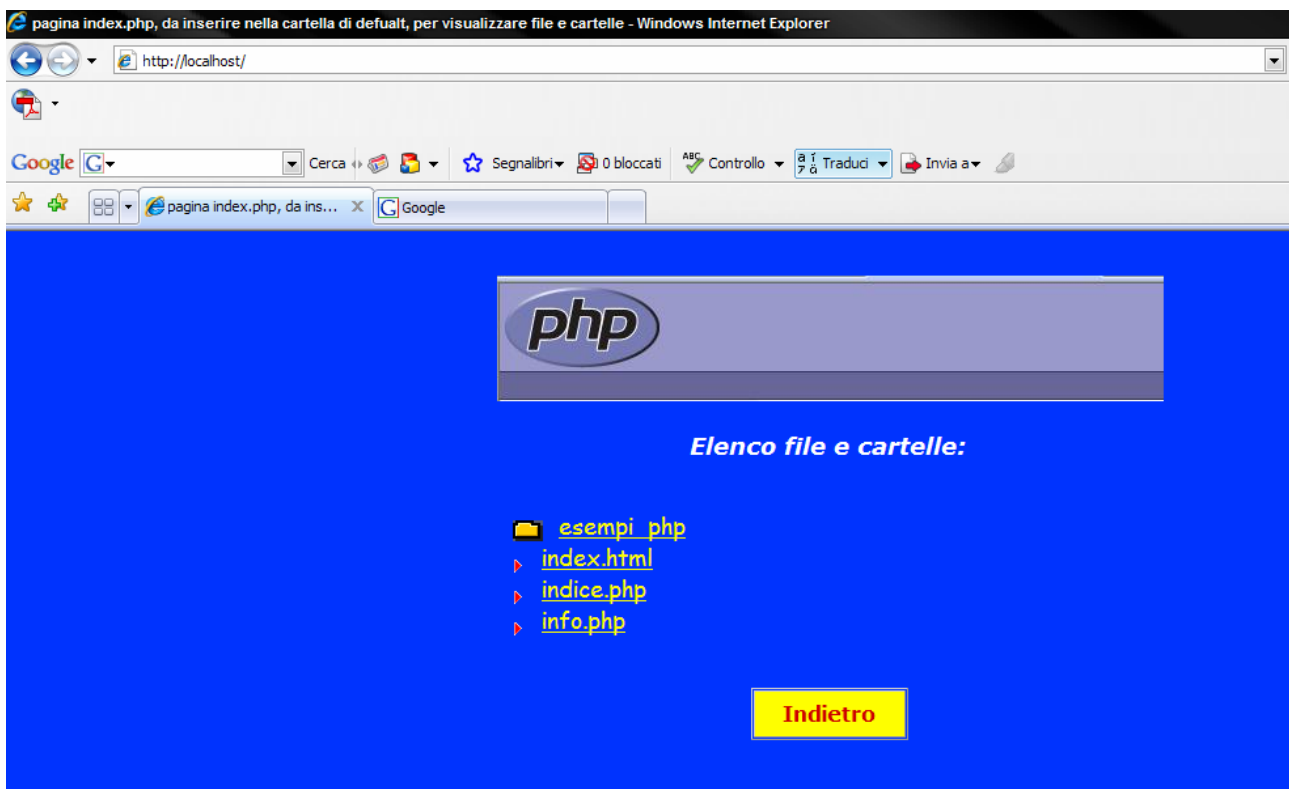 pagina index.php, da inserire nella cartella di defualt, per visualizzare file e cartelle - Windows Internet Explorer
http://localhost/
Google G Cerca Segnalibri 0 bloccati ABC Controllo Traduci Invia a
pagina index.php, da ins... X G Google
php
Elenco file e cartelle:
esempi_php
index.html
indice.php
info.php
Indietro